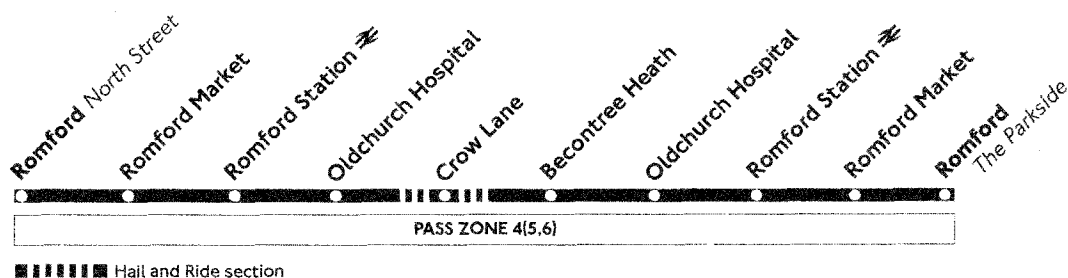 Romford North Street
Romford Market
Romford Station
Oldchurch Hospital
Crow Lane
Becontree Heath
Oldchurch Hospital
Romford Station
Romford Market
Romford
The Parkside
PASS ZONE 4(5,6)
Hail and Ride section